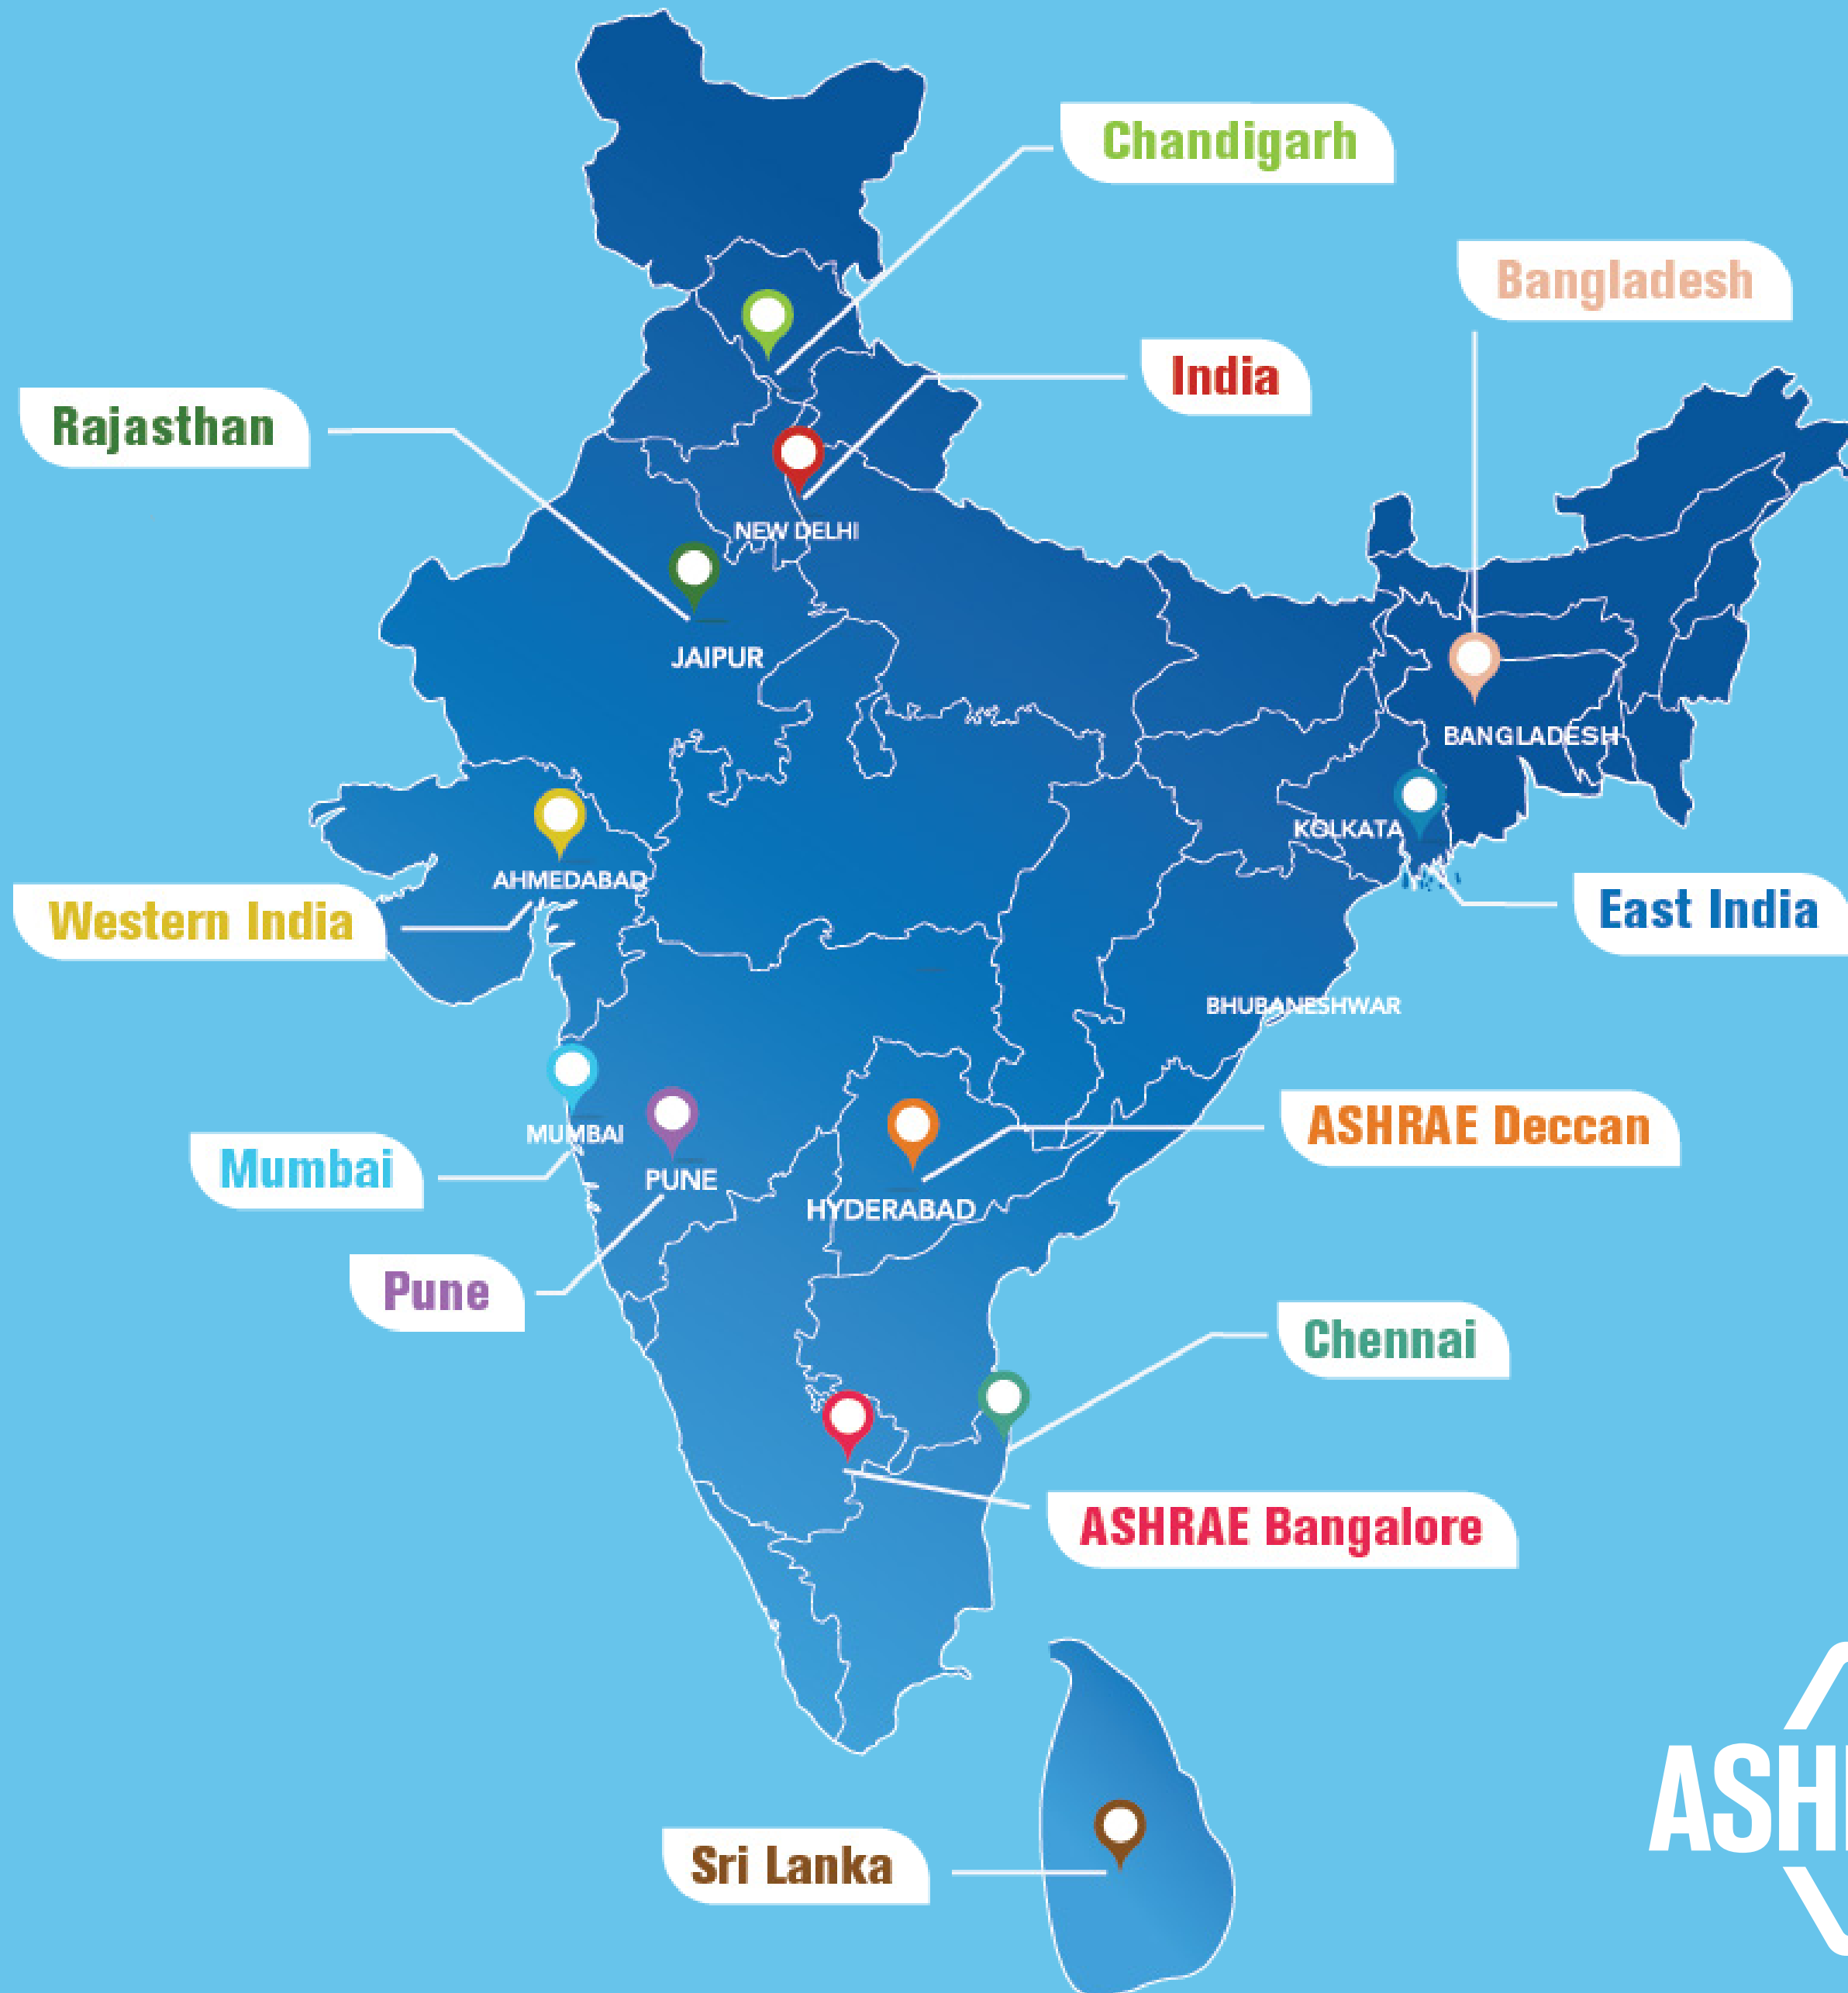 Chandigarh
Bangladesh
India
Rajasthan
NEW DELHI
JAIPUR
BANGLADESH
KOLKATA
AHMEDABAD
Western India
East India
BHUBANESHWAR
ASHRAE Deccan
MUMBAI
Mumbai
PUNE
HYDERABAD
Pune
Chennai
ASHRAE Bangalore
Sri Lanka